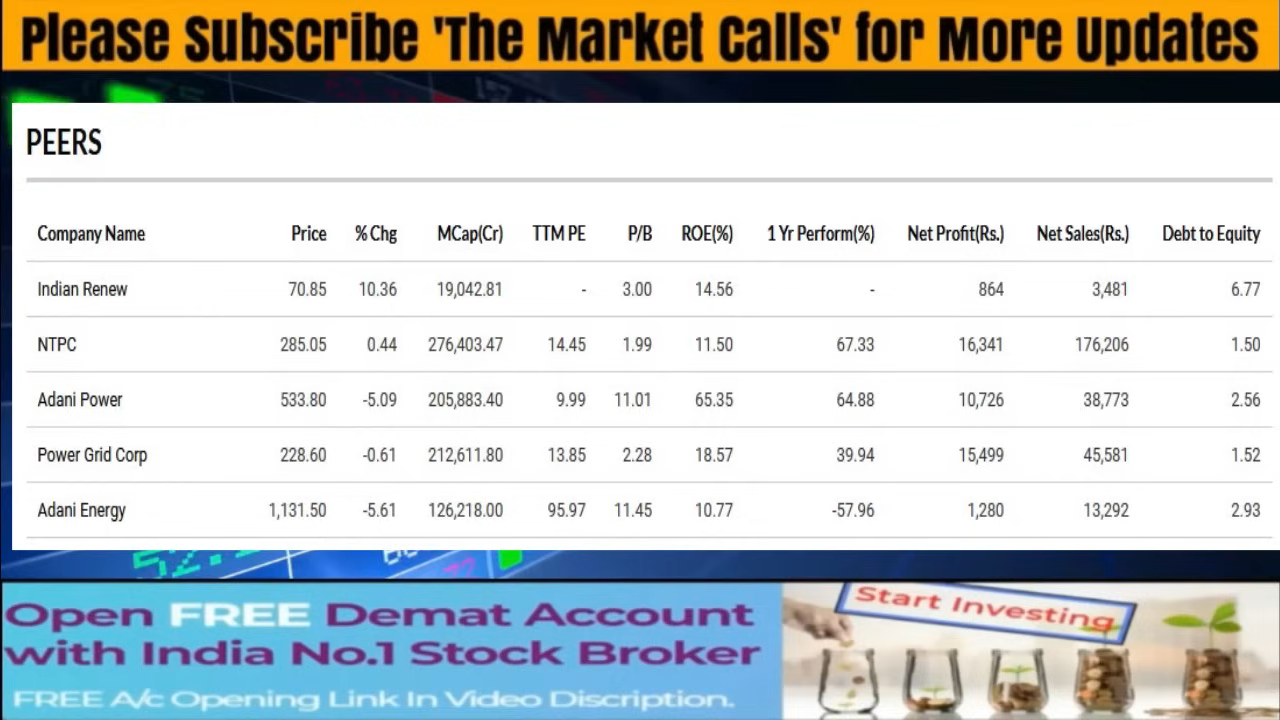 Please Subscribe 'The Market Calls' for More Updates
PEERS
Company Name Price % Chg MCap(Cr) TTM PE P/B ROE(%) 1 Yr Perform(%) Net Profit(Rs.) Net Sales(Rs.) Debt to Equity
Indian Renew 70.85 10.36 19,042.81 - 3.00 14.56 - 864 3,481 6.77
NTPC 285.05 0.44 276,403.47 14.45 1.99 11.50 67.33 16,341 176,206 1.50
Adani Power 533.80 -5.09 205,883.40 9.99 11.01 65.35 64.88 10,726 38,773 2.56
Power Grid Corp 228.60 -0.61 212,611.80 13.85 2.28 18.57 39.94 15,499 45,581 1.52
Adani Energy 1,131.50 -5.61 126,218.00 95.97 11.45 10.77 -57.96 1,280 13,292 2.93
Open FREE Demat Account
with India No.1 Stock Broker
FREE A/c Opening Link In Video Discription.
Start Investing